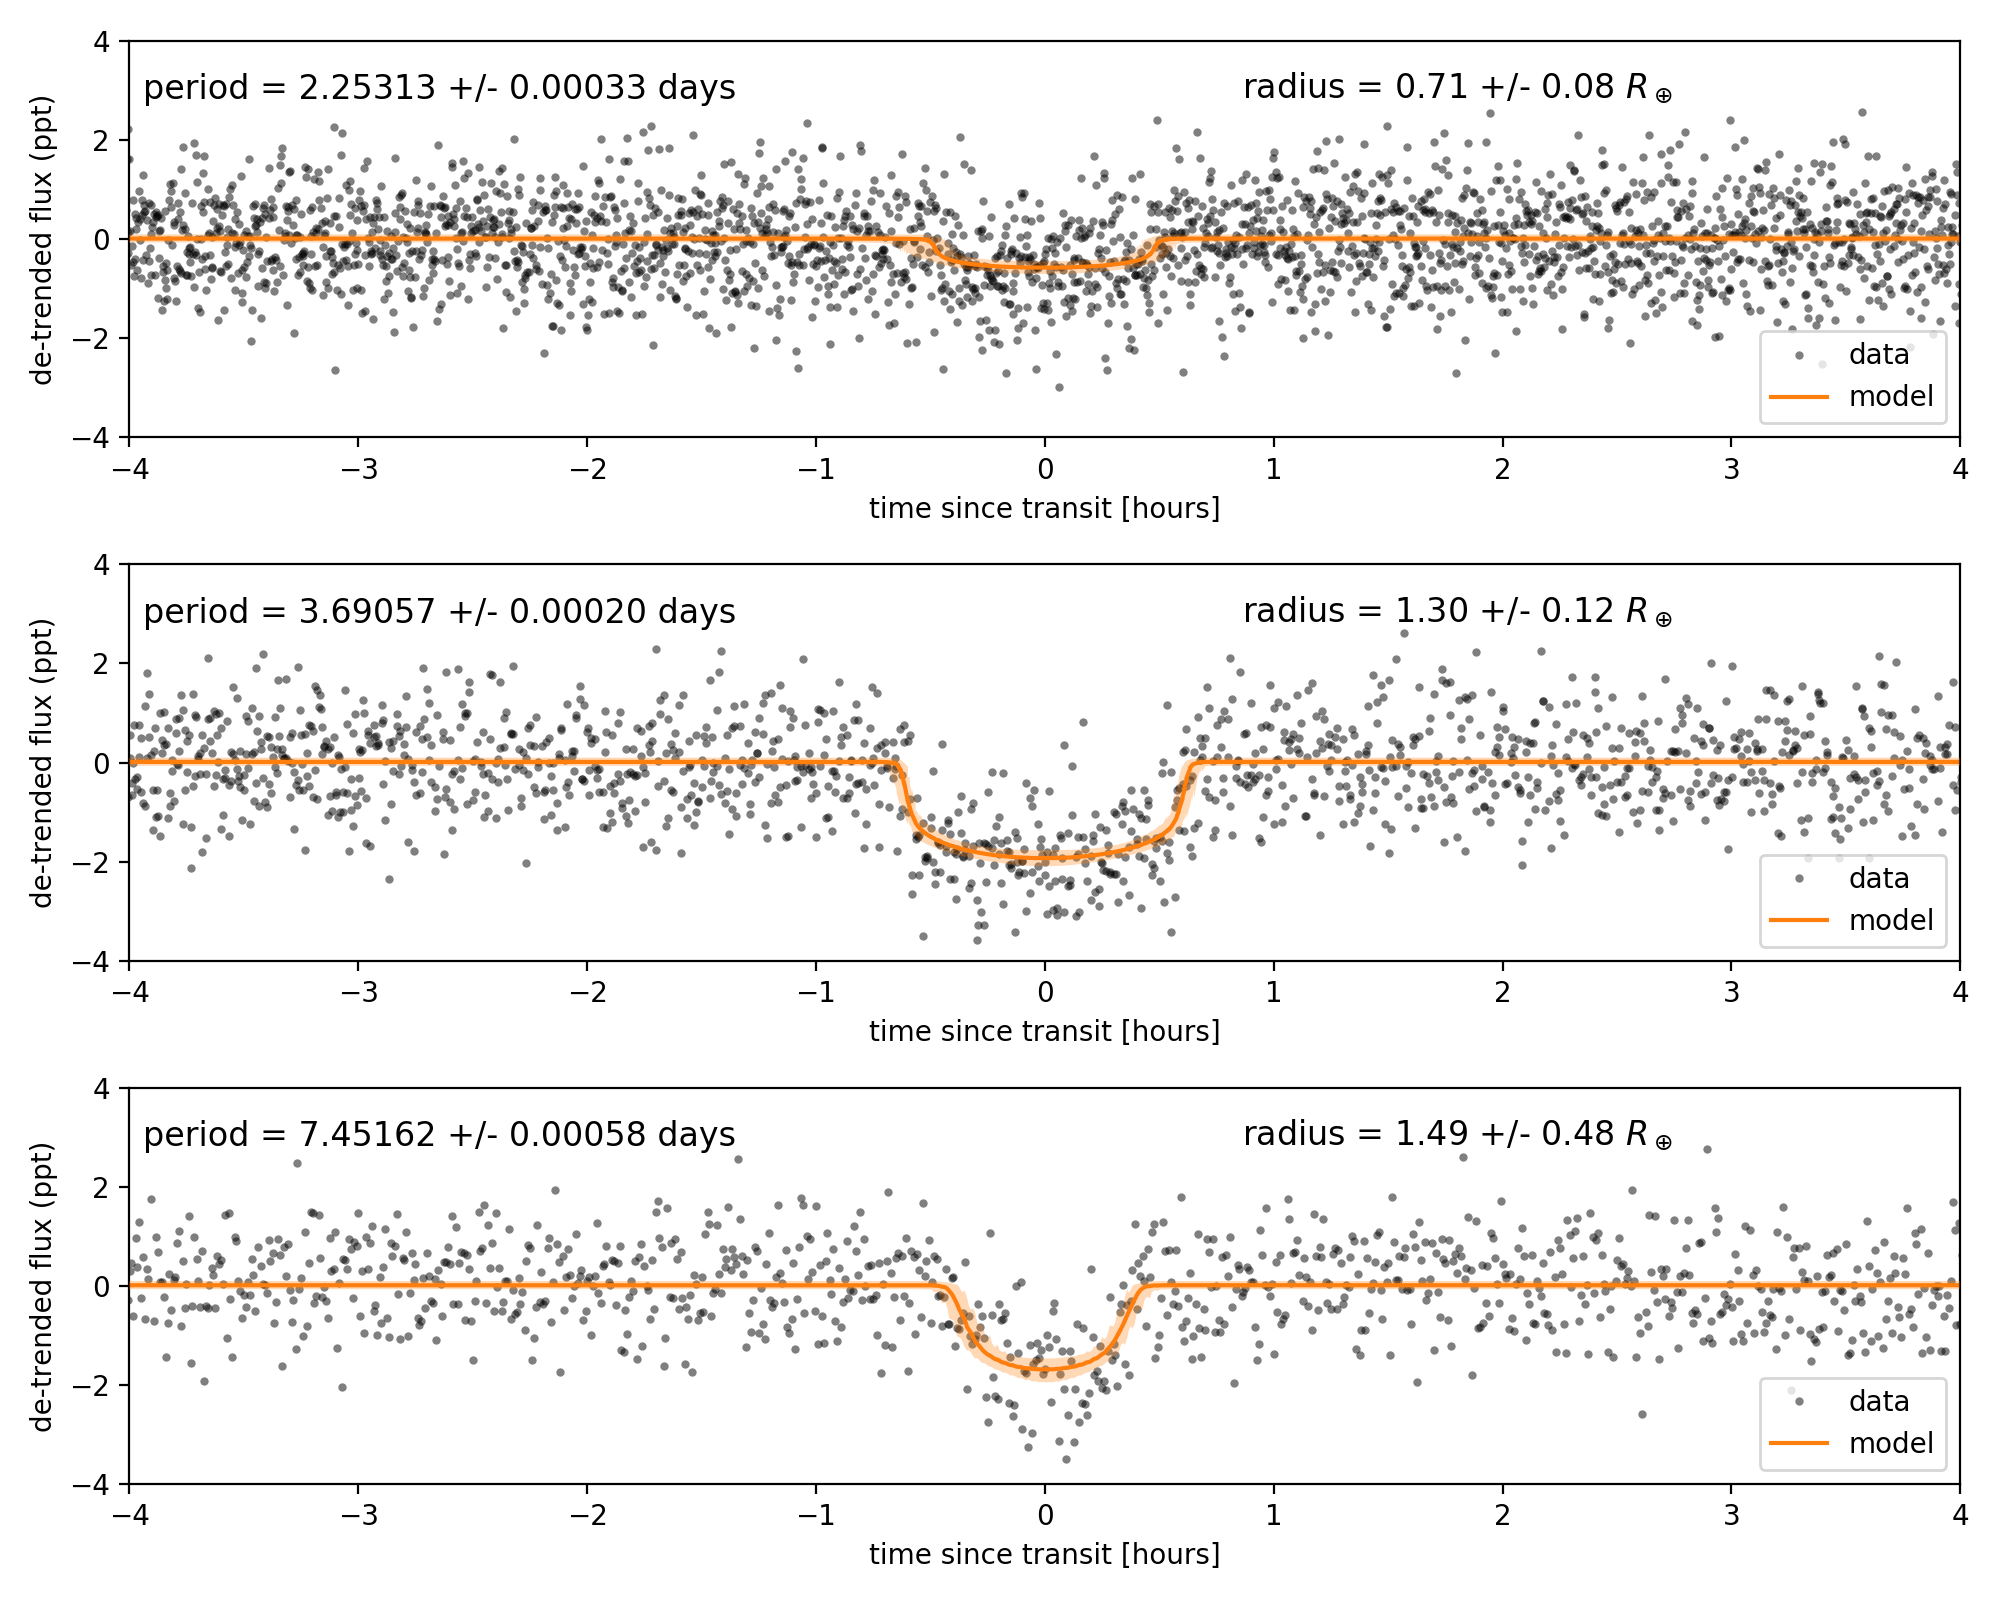 period = 2.25313 +/- 0.00033 days
radius = 0.71 +/- 0.08 R⊕
de-trended flux (ppt)
4
2
0
−2
−4
data
model
−4 −3 −2 −1 0 1 2 3 4
time since transit [hours]
period = 3.69057 +/- 0.00020 days
radius = 1.30 +/- 0.12 R⊕
de-trended flux (ppt)
4
2
0
−2
−4
data
model
−4 −3 −2 −1 0 1 2 3 4
time since transit [hours]
period = 7.45162 +/- 0.00058 days
radius = 1.49 +/- 0.48 R⊕
de-trended flux (ppt)
4
2
0
−2
−4
data
model
−4 −3 −2 −1 0 1 2 3 4
time since transit [hours]